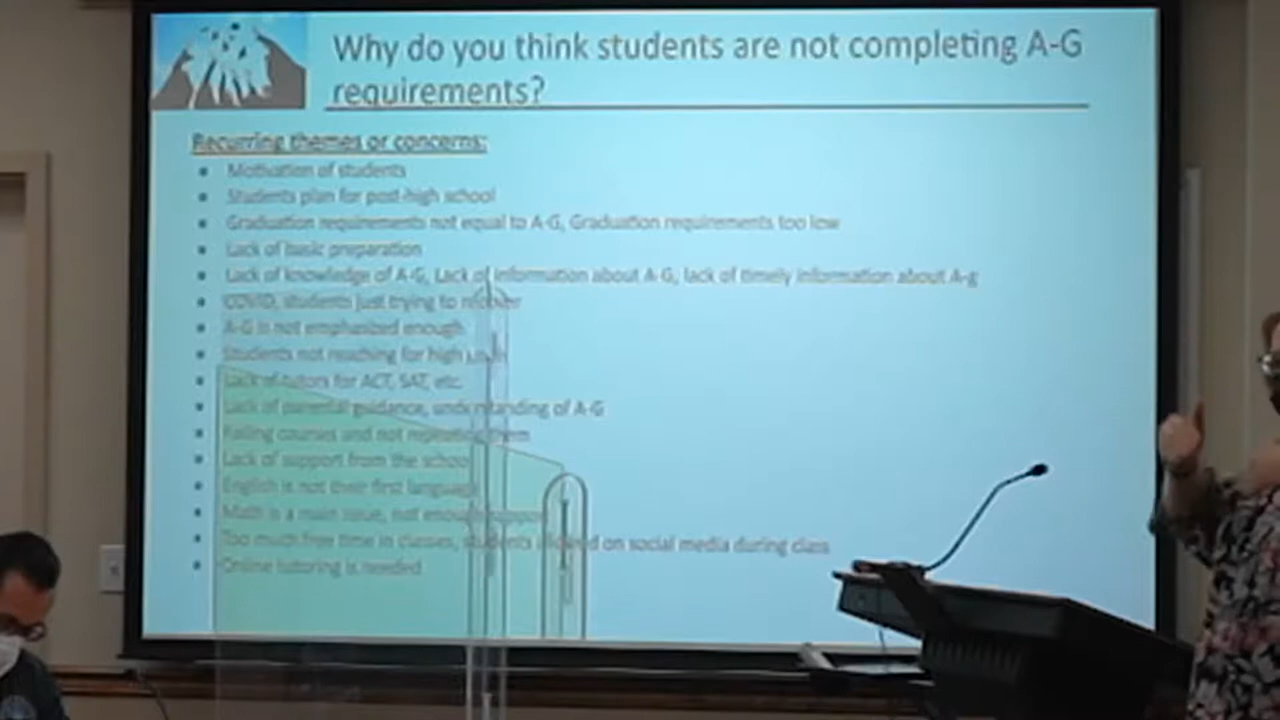 Why do you think students are not completing A-G
requirements?
Recurring themes or concerns:
• Motivation of students
• Students plan for post-high school
• Graduation requirements not equal to A-G, Graduation requirements too low
• Lack of basic preparation
• Lack of knowledge of A-G, Lack of information about A-G, lack of timely information about A-g
• COVID, students just trying to recover
• A-G is not emphasized enough
• Students not reaching for high
• Lack of tutors for ACT, SAT, etc.
• Lack of parental guidance, understanding of A-G
• Failing courses and not repeating them
• Lack of support from the school
• English is not their first language
• Math is a main issue, not enough
• Too much free time in classes, students allowed on social media during class
• Online tutoring is needed